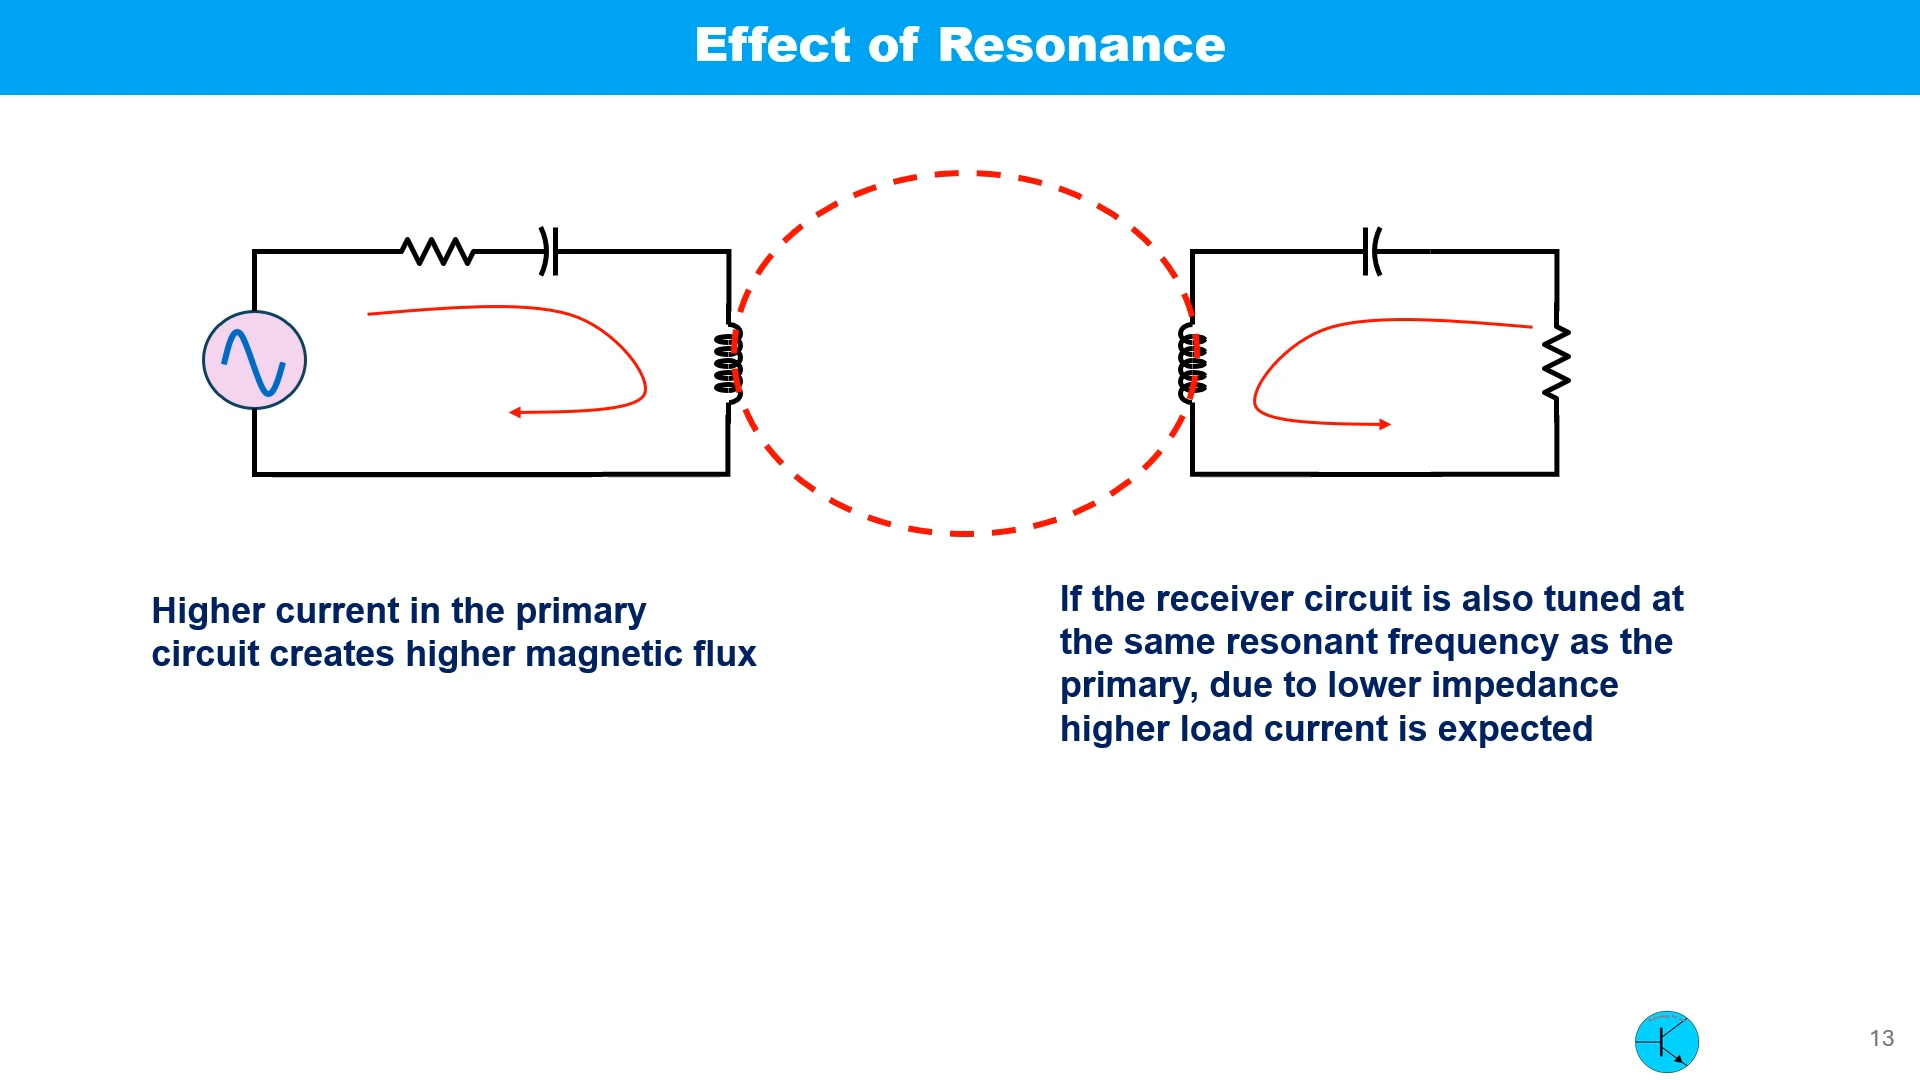 Effect of Resonance
Higher current in the primary
circuit creates higher magnetic flux
If the receiver circuit is also tuned at
the same resonant frequency as the
primary, due to lower impedance
higher load current is expected
13